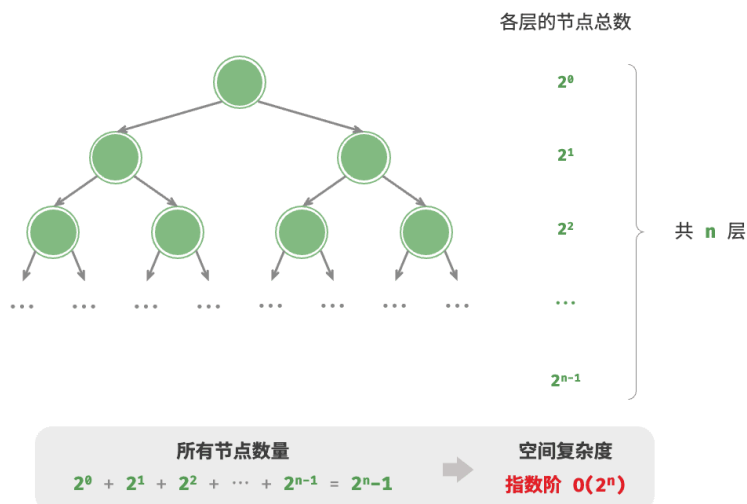 各层的节点总数
2⁰
2¹
2²
共 n 层
... ... ... ... ... ... ... ... ...
2ⁿ⁻¹
所有节点数量
2⁰ + 2¹ + 2² + ··· + 2ⁿ⁻¹ = 2ⁿ-1
空间复杂度
指数阶 O(2ⁿ)